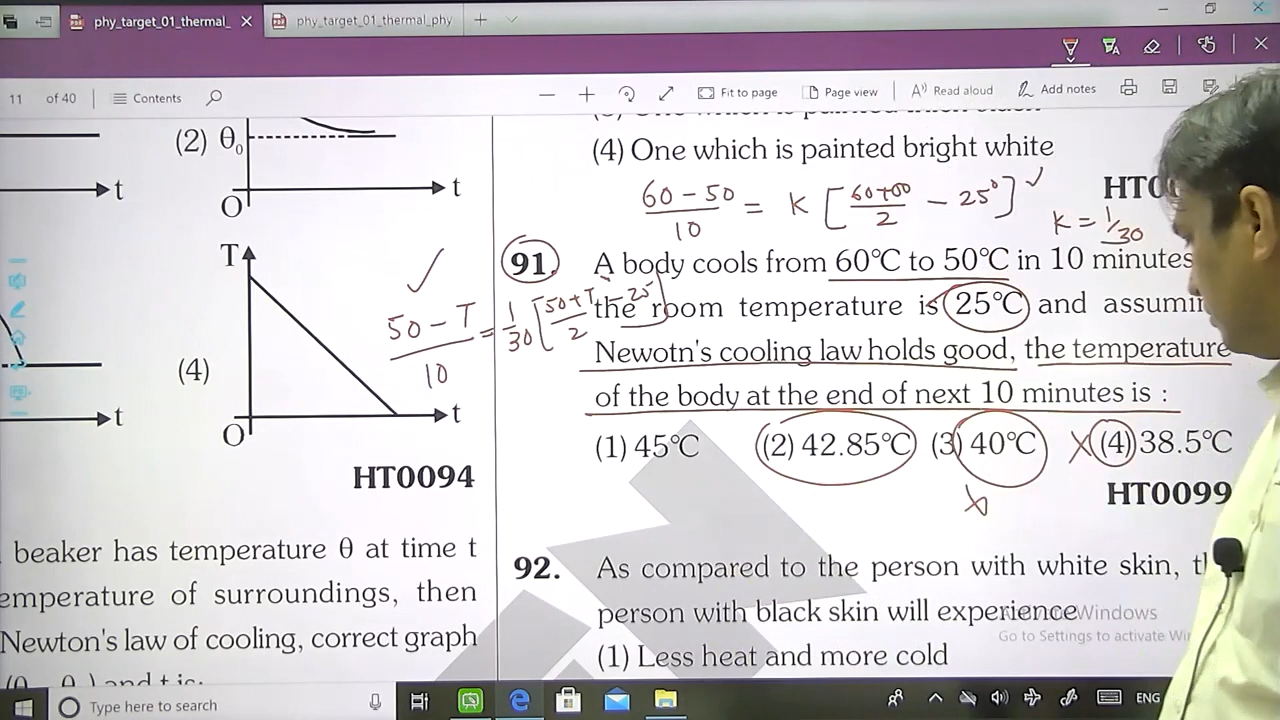 phy_target_01_thermal_
phy_target_01_thermal_phy
11 of 40
Contents
Fit to page
Page view
Read aloud
Add notes
(2) θ₀
t
O
T
(4)
t
t
O
HT0094
beaker has temperature θ at time t
emperature of surroundings, then
Newton's law of cooling, correct graph
(4) One which is painted bright white
60 - 50 / 10 = K [ / 2 - 25° ]
K = 1/30
91. A body cools from 60°C to 50°C in 10 minutes
the room temperature is 25°C and assumin
Newotn's cooling law holds good, the temperature
of the body at the end of next 10 minutes is :
50 - T / 10 = 1/30 [ 50 + T / 2 - 25 ]
(1) 45°C (2) 42.85°C (3) 40°C (4) 38.5°C
HT0099
92. As compared to the person with white skin, th
person with black skin will experience
(1) Less heat and more cold
Activate Windows
Go to Settings to activate Wi
Type here to search
ENG